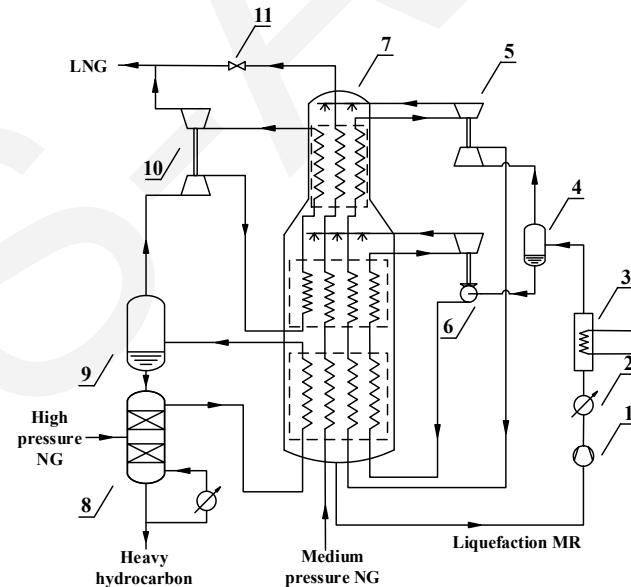 11
LNG
7
5
10
4
3
6
2
9
1
High
pressure
NG
8
Heavy
hydrocarbon
Medium
pressure NG
Liquefaction MR